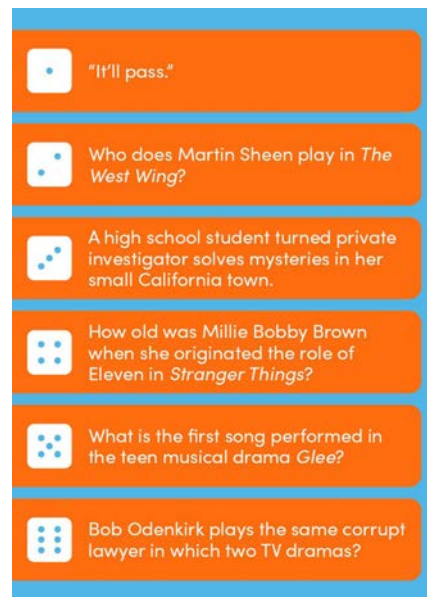 “It’ll pass.”
Who does Martin Sheen play in The
West Wing?
A high school student turned private
investigator solves mysteries in her
small California town.
How old was Millie Bobby Brown
when she originated the role of
Eleven in Stranger Things?
What is the first song performed in
the teen musical drama Glee?
Bob Odenkirk plays the same corrupt
lawyer in which two TV dramas?